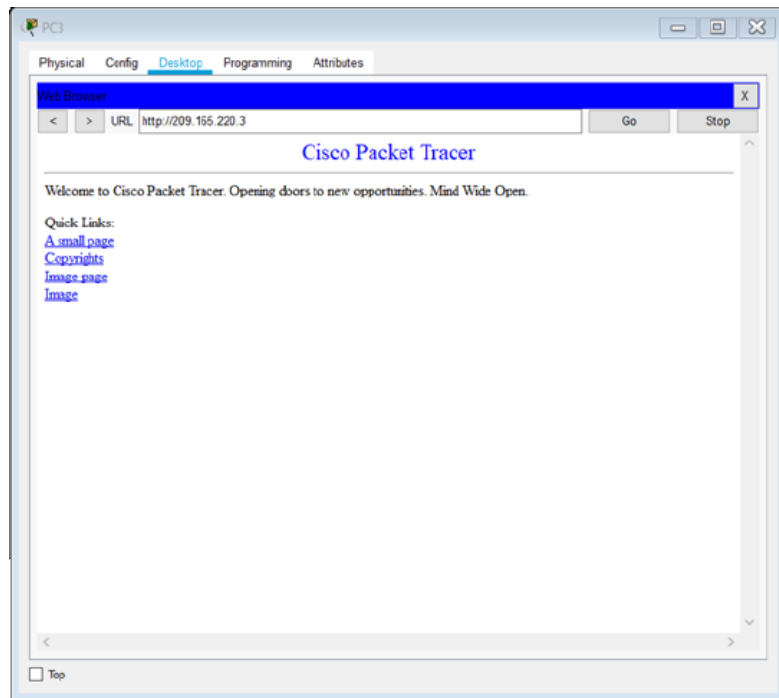 PC3
Physical Config Desktop Programming Attributes
Web Browser X
< > URL http://209.165.220.3 Go Stop
Cisco Packet Tracer
Welcome to Cisco Packet Tracer. Opening doors to new opportunities. Mind Wide Open.
Quick Links:
A small page
Copyrights
Image page
Image
Top